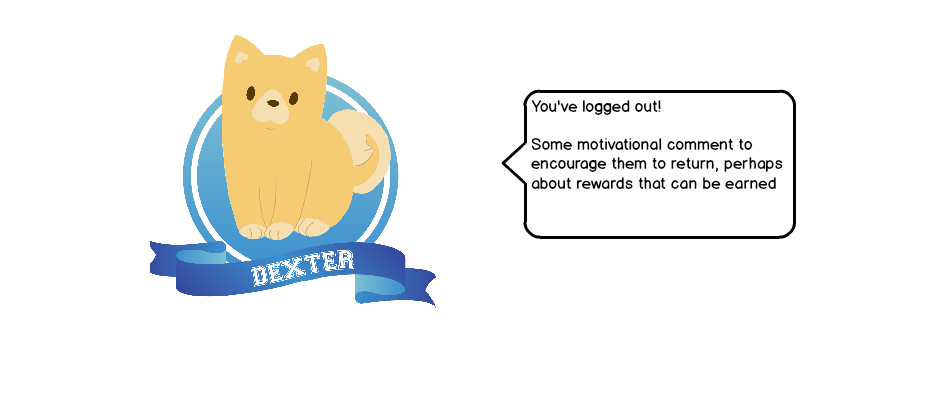 DEXTER
You've logged out!
Some motivational comment to
encourage them to return, perhaps
about rewards that can be earned